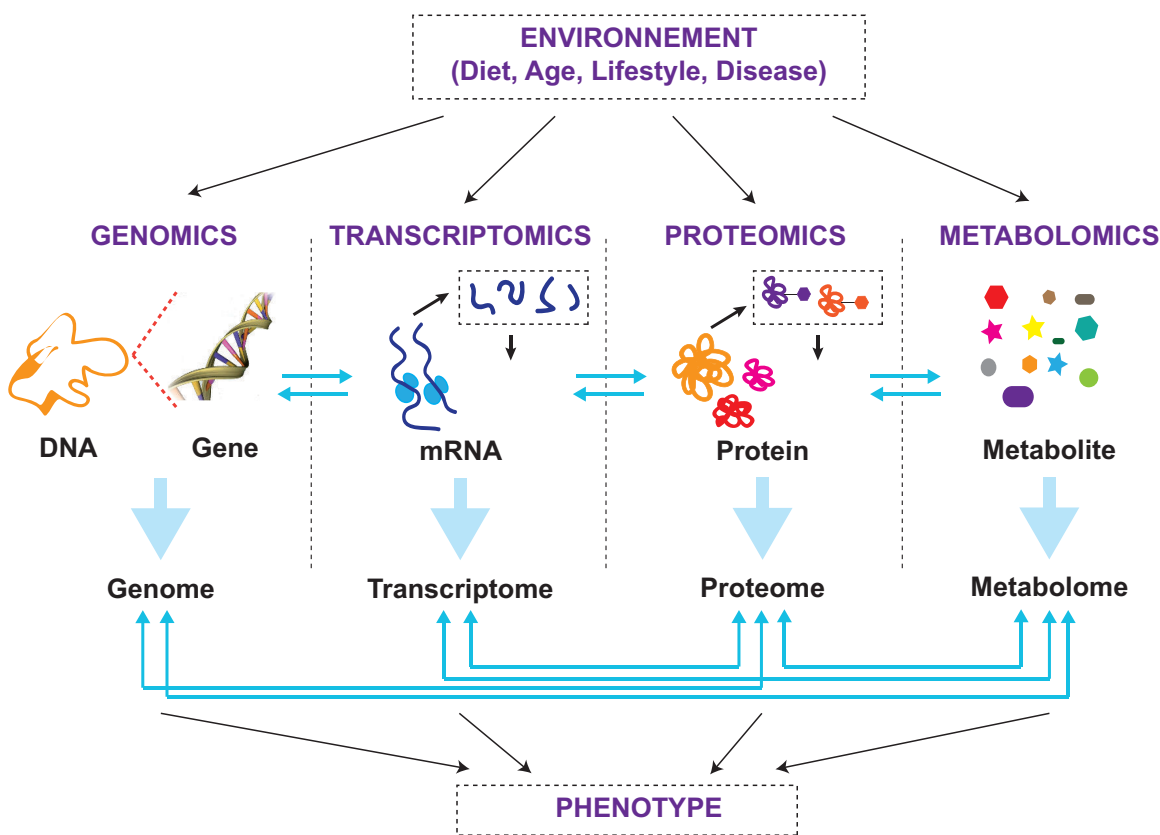 ENVIRONNEMENT
(Diet, Age, Lifestyle, Disease)
GENOMICS
TRANSCRIPTOMICS
PROTEOMICS
METABOLOMICS
DNA
Gene
mRNA
Protein
Metabolite
Genome
Transcriptome
Proteome
Metabolome
PHENOTYPE